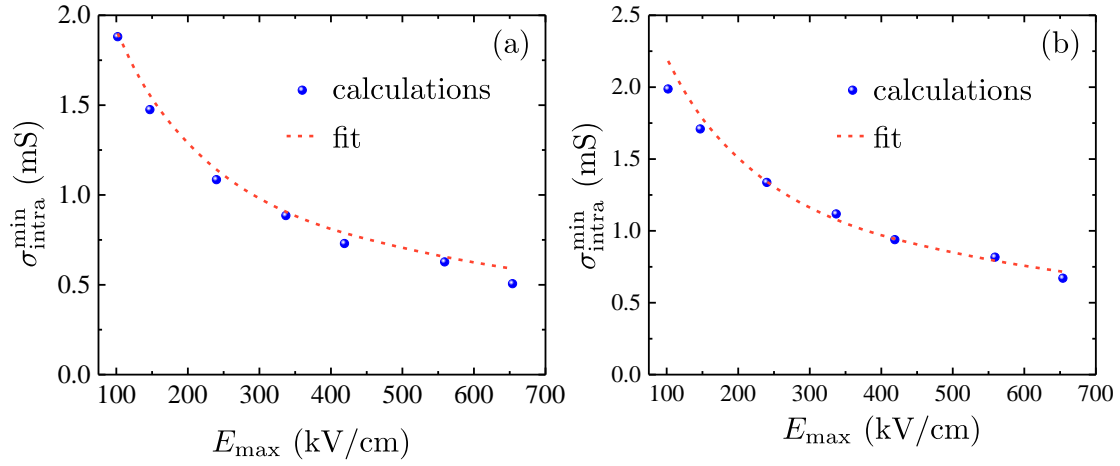 (a)
calculations
fit
2.0
1.5
1.0
0.5
0.0
σ_intra^min (mS)
100 200 300 400 500 600 700
E_max (kV/cm)
(b)
calculations
fit
2.5
2.0
1.5
1.0
0.5
0.0
σ_intra^min (mS)
100 200 300 400 500 600 700
E_max (kV/cm)